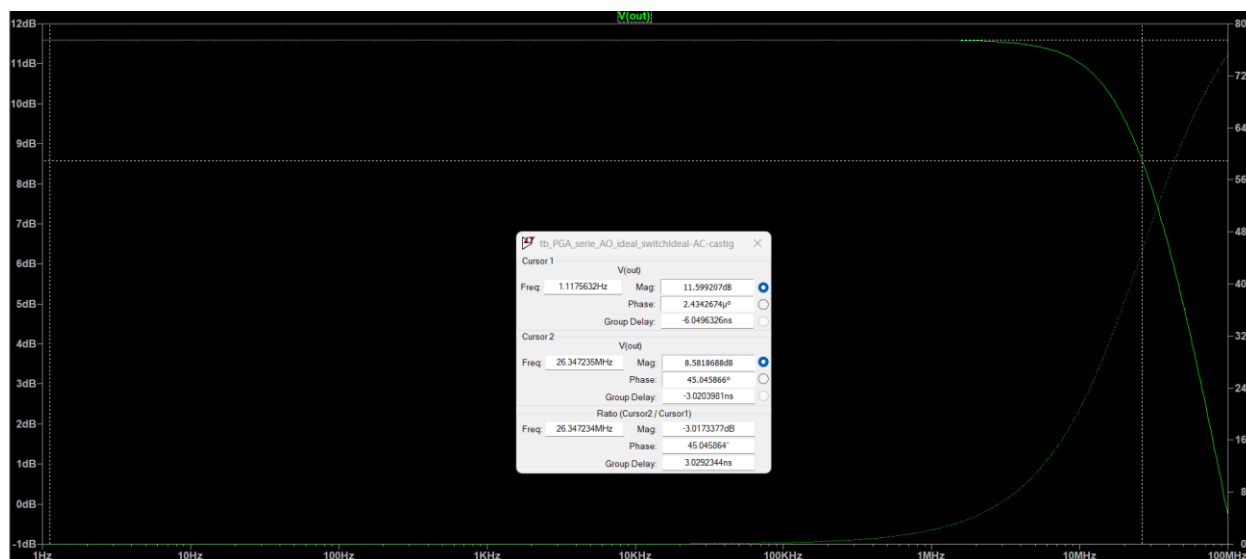 V(out)
12dB
11dB
10dB
9dB
8dB
7dB
6dB
5dB
4dB
3dB
2dB
1dB
0dB
-1dB
80
72
64
56
48
40
32
24
16
8
0
tb_PGA_serie_AO_ideal_switchIdeal-AC-castig
Cursor 1
V(out)
Freq: 1.1175632Hz Mag: 11.599207dB
Phase: 2.4342674µ°
Group Delay: -6.0496326ns
Cursor 2
V(out)
Freq: 26.347235MHz Mag: 8.5818688dB
Phase: 45.045866°
Group Delay: -3.0203981ns
Ratio (Cursor2 / Cursor1)
Freq: 26.347234MHz Mag: -3.0173377dB
Phase: 45.045864°
Group Delay: 3.0292344ns
1Hz 10Hz 100Hz 1KHz 10KHz 100KHz 1MHz 10MHz 100MHz